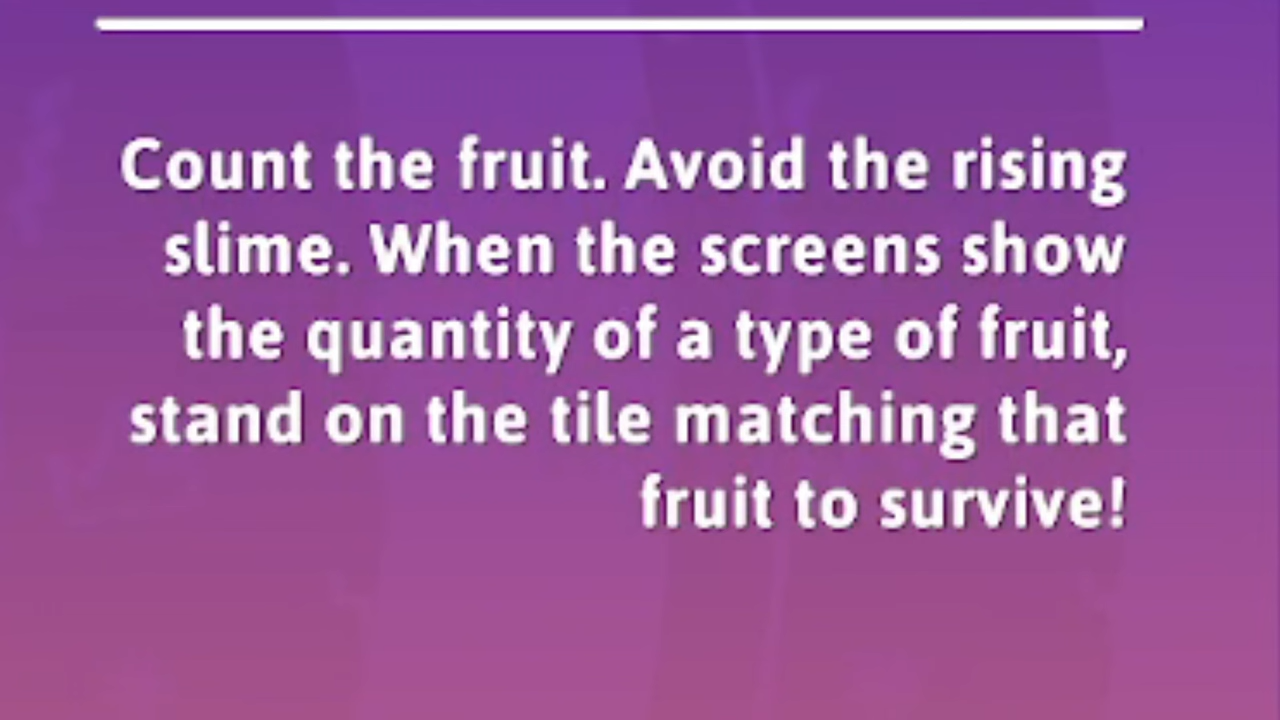 Count the fruit. Avoid the rising
slime. When the screens show
the quantity of a type of fruit,
stand on the tile matching that
fruit to survive!